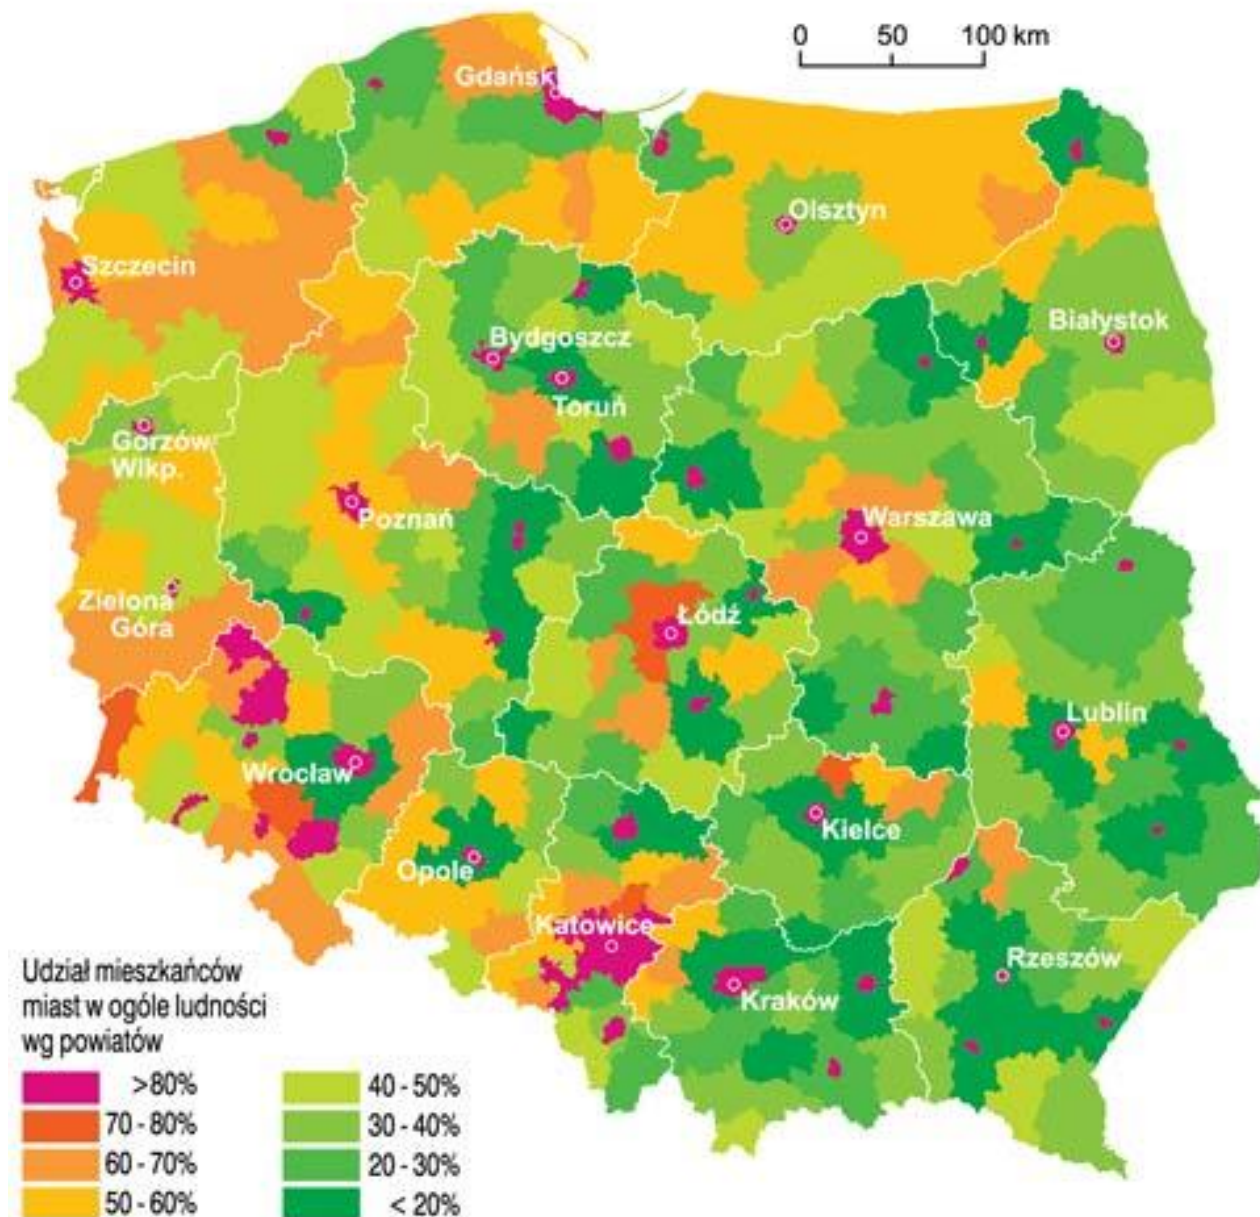 0 50 100 km
Gdańsk
Olsztyn
Szczecin
Białystok
Bydgoszcz
Toruń
Gorzów
Wlkp.
Poznań
Warszawa
Zielona
Góra
Łódź
Lublin
Wrocław
Kielce
Opole
Katowice
Rzeszów
Kraków
Udział mieszkańców
miast w ogóle ludności
wg powiatów
>80%
70 - 80%
60 - 70%
50 - 60%
40 - 50%
30 - 40%
20 - 30%
< 20%